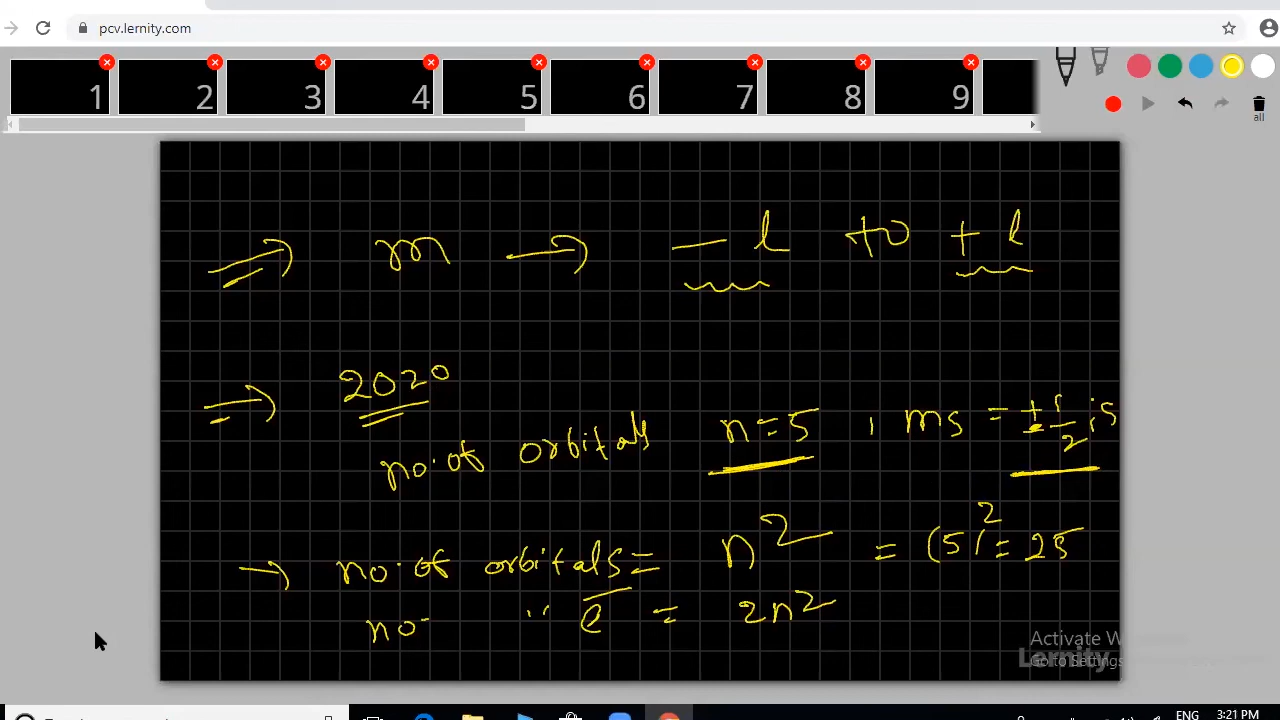 pcv.lernity.com
1 2 3 4 5 6 7 8 9
all
⇒ m → - l to + l
⇒ 2020
no. of orbitals n = 5 , ms = ± 1/2 is
→ no. of orbitals = n² = (5)² = 25
no " e̅ = 2n²
Activate W
Lernity
Go to Settings
ENG
3:21 PM